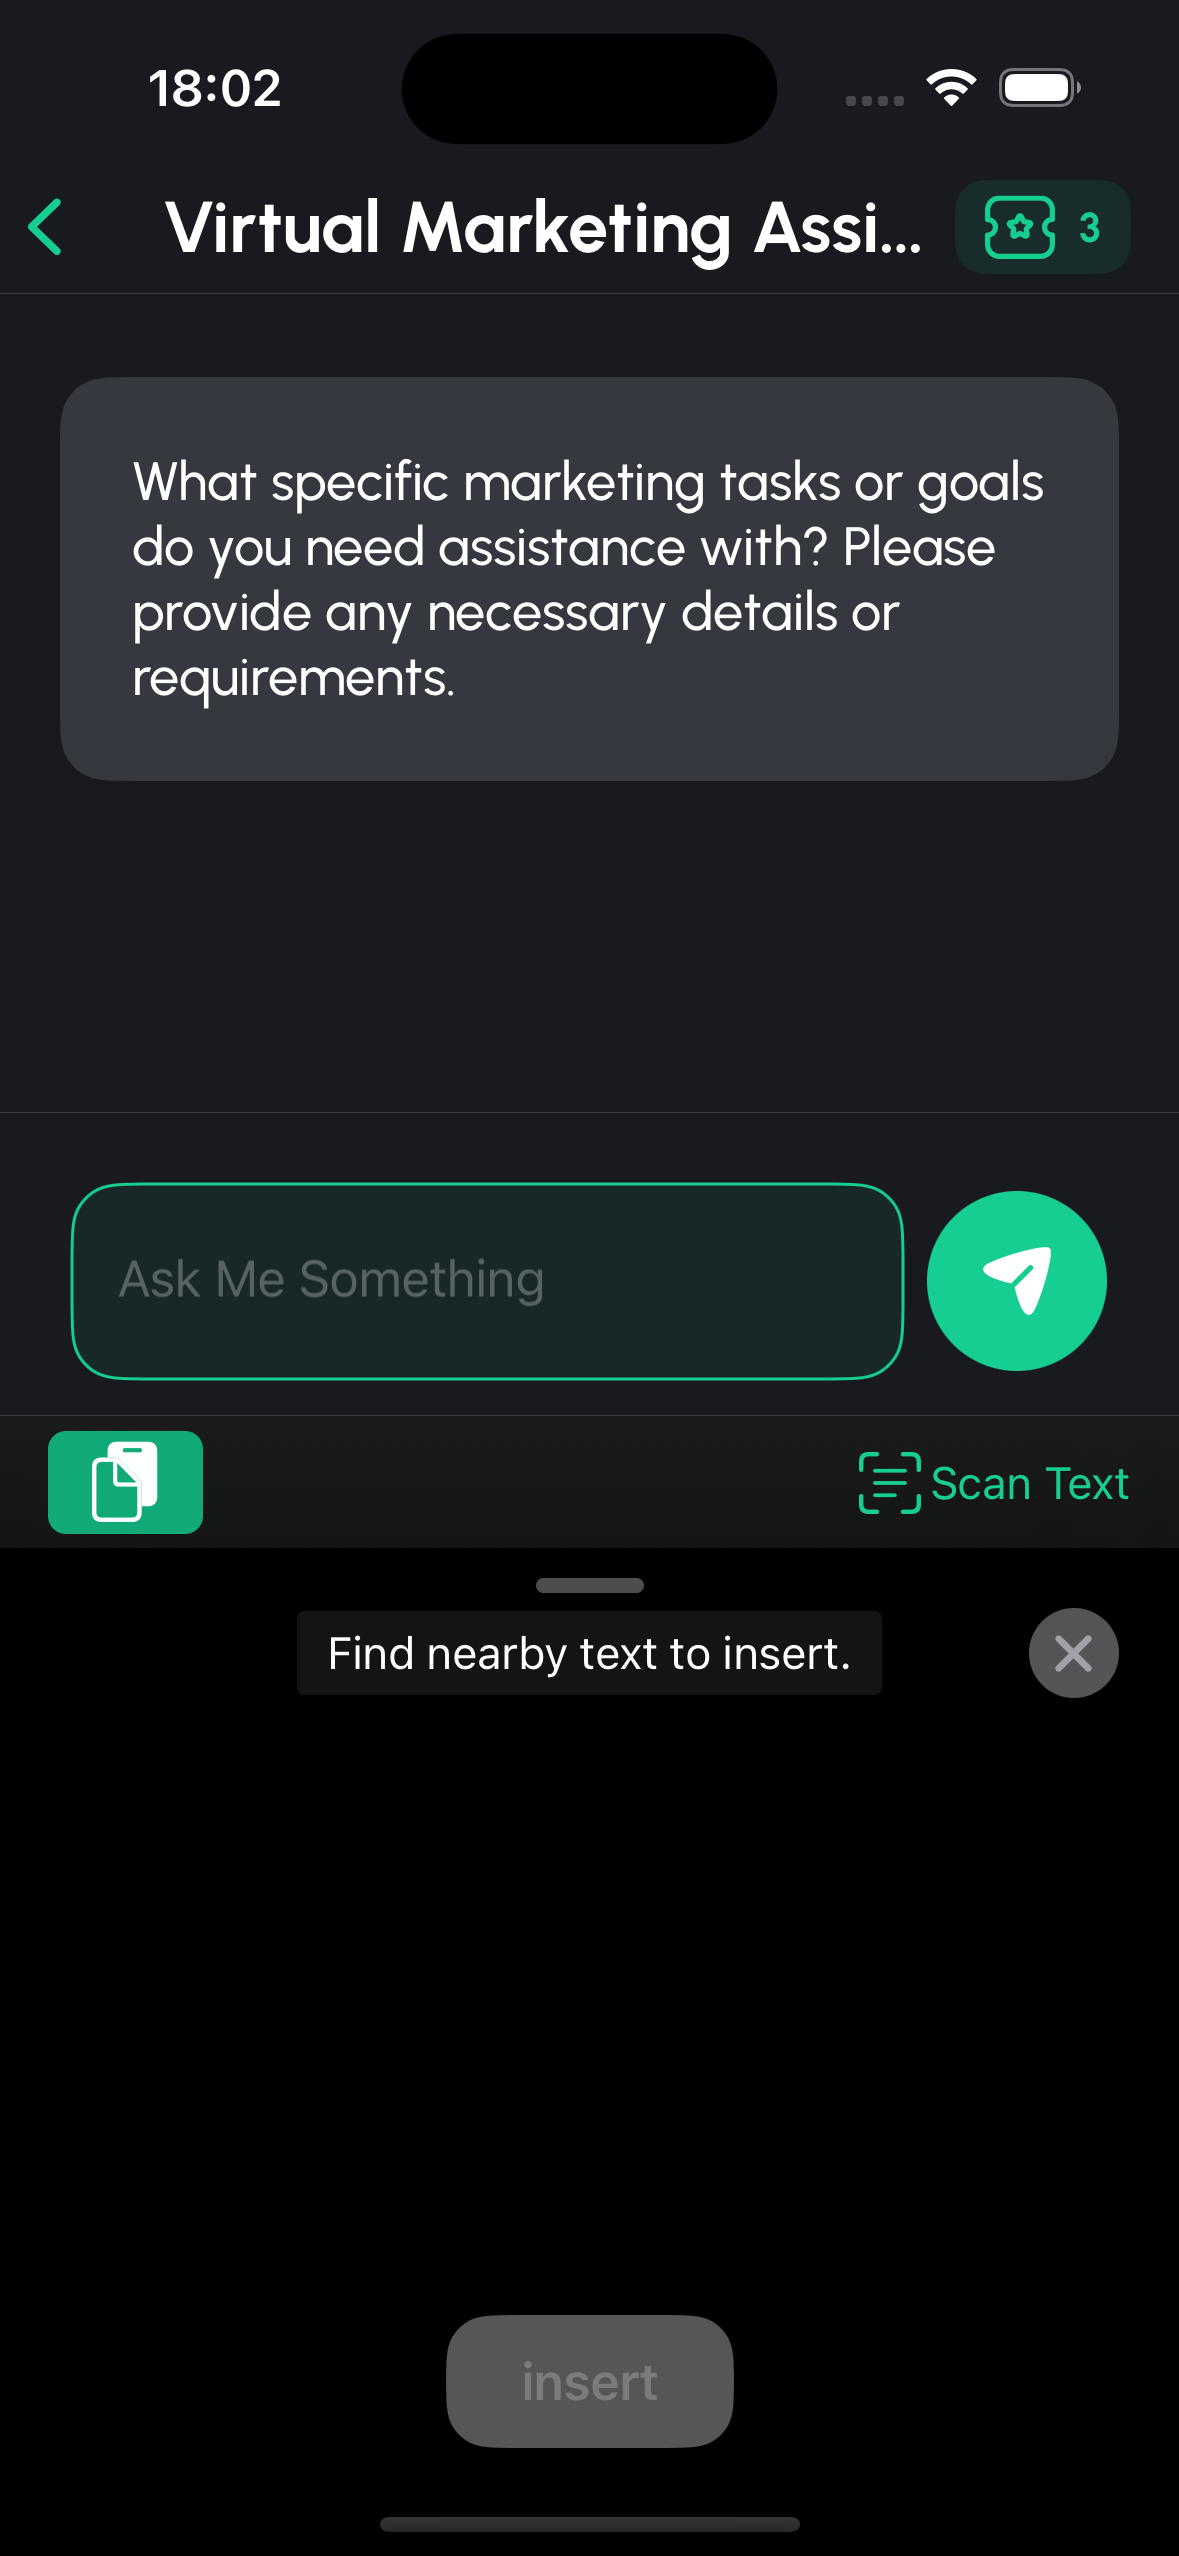 18:02
Virtual Marketing Assi...
3
What specific marketing tasks or goals
do you need assistance with? Please
provide any necessary details or
requirements.
Ask Me Something
Scan Text
Find nearby text to insert.
insert